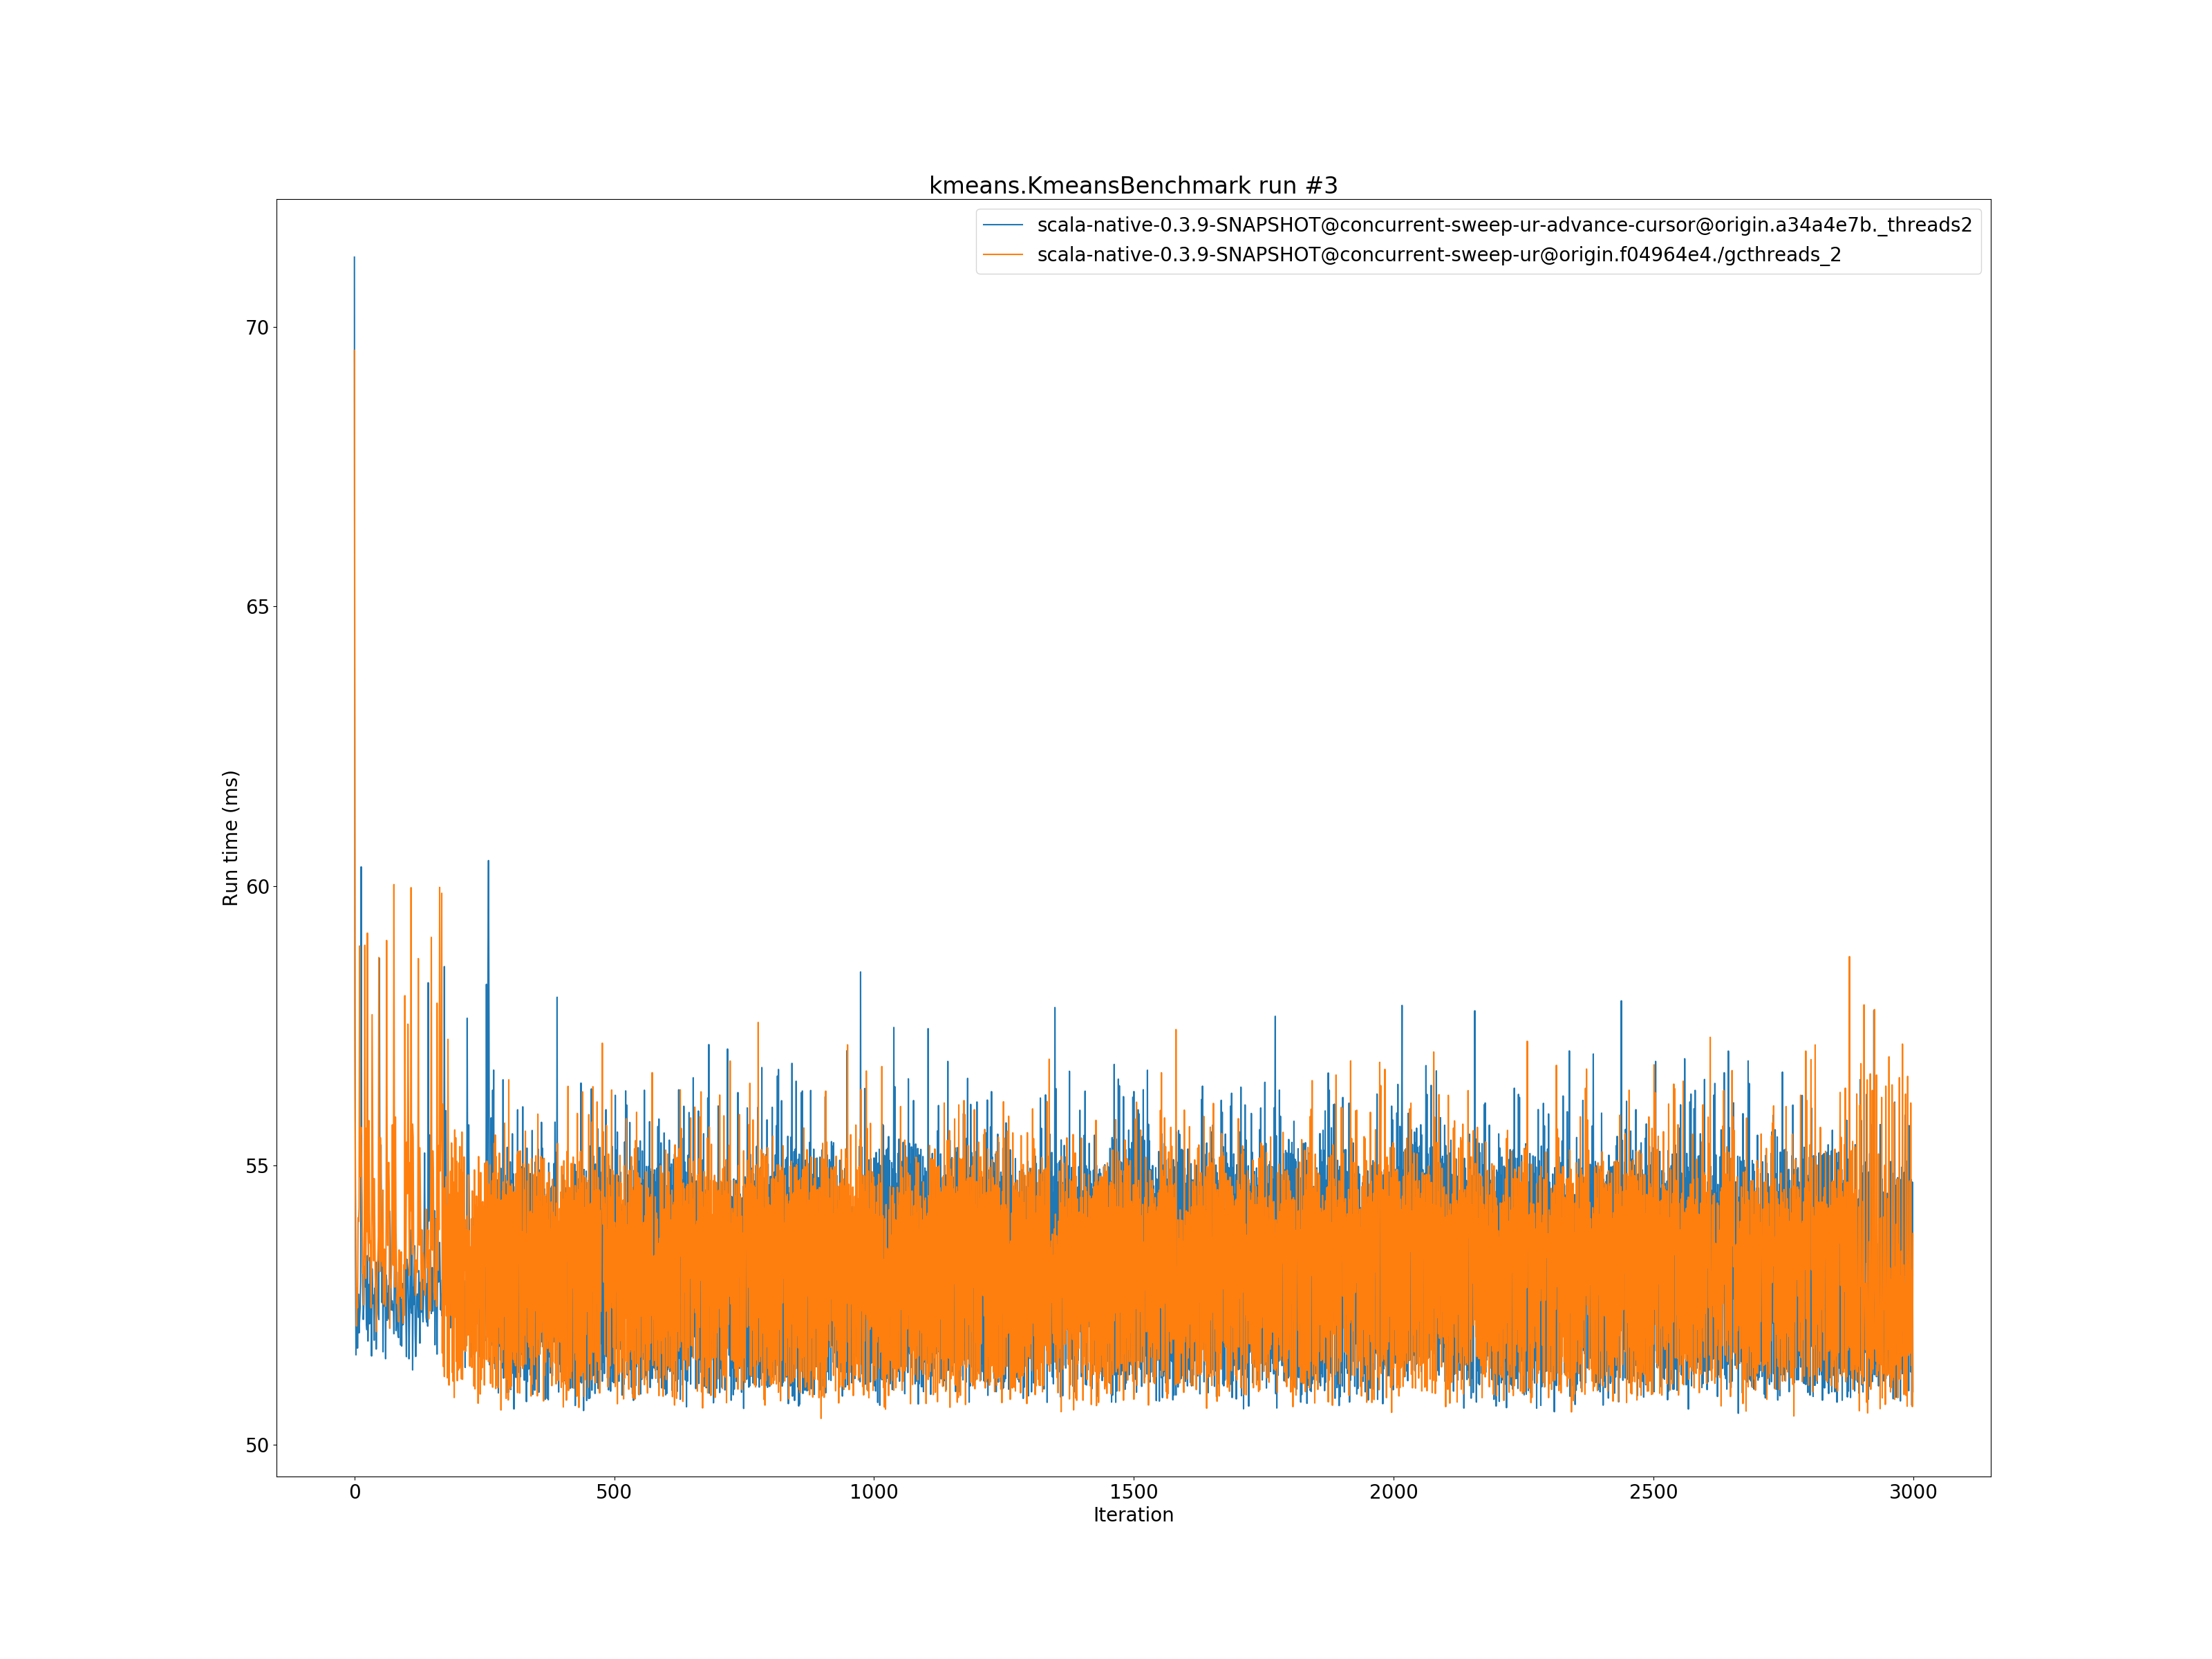 kmeans.KmeansBenchmark run #3
scala-native-0.3.9-SNAPSHOT@concurrent-sweep-ur-advance-cursor@origin.a34a4e7b._threads2
scala-native-0.3.9-SNAPSHOT@concurrent-sweep-ur@origin.f04964e4./gcthreads_2
70
65
60
55
50
Run time (ms)
0 500 1000 1500 2000 2500 3000
Iteration